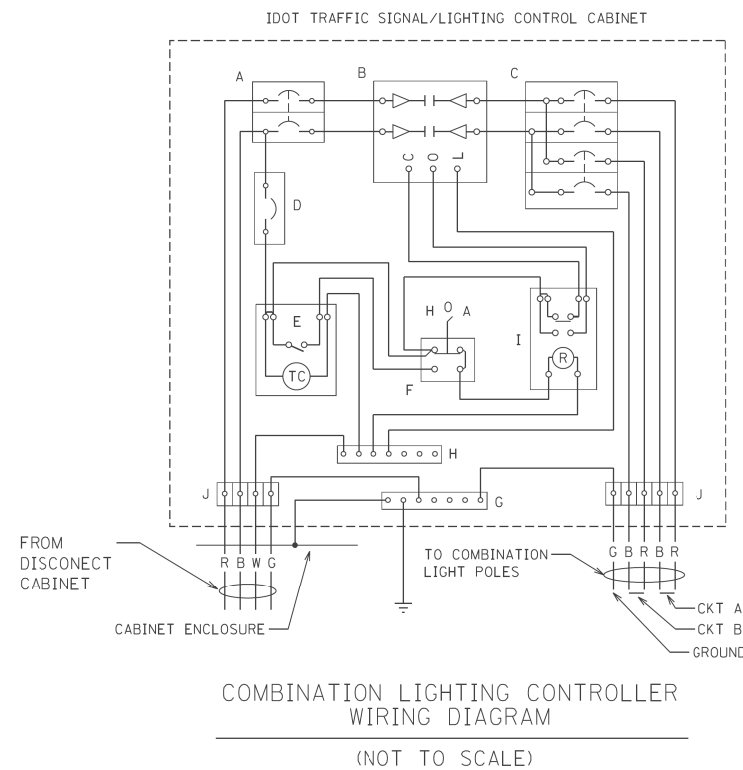 IDOT TRAFFIC SIGNAL/LIGHTING CONTROL CABINET
A
B
C
C O L
D
E
TC
H O A
F
I
R
H
J
G
J
FROM
DISCONECT
CABINET
R B W G
TO COMBINATION
LIGHT POLES
G B R B R
CABINET ENCLOSURE
CKT A
CKT B
GROUND
COMBINATION LIGHTING CONTROLLER
WIRING DIAGRAM
(NOT TO SCALE)